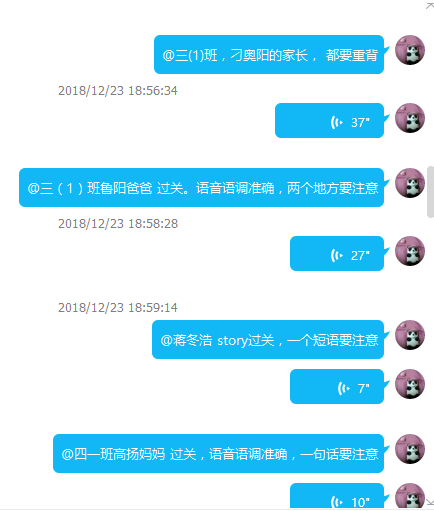 @三(1)班，刁奥阳的家长， 都要重背
2018/12/23 18:56:34
37"
@三（1）班鲁阳爸爸 过关。语音语调准确，两个地方要注意
2018/12/23 18:58:28
27"
2018/12/23 18:59:14
@蒋冬浩 story过关，一个短语要注意
7"
@四一班高扬妈妈 过关，语音语调准确，一句话要注意
10"